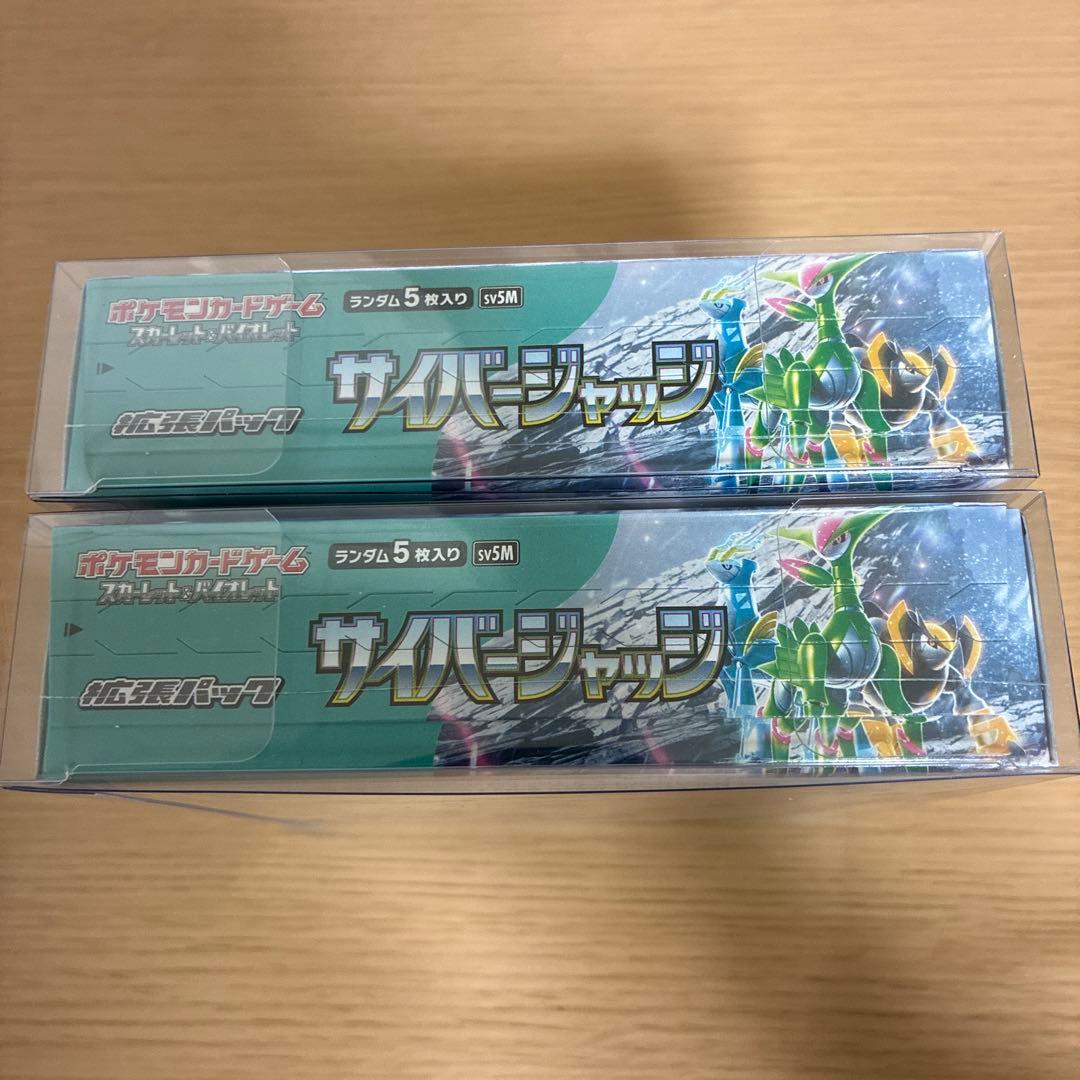 ポケモンカードゲーム
スカーレット&バイオレット
ランダム5枚入り SV5M
サイバージャッジ
拡張パック
ポケモンカードゲーム
スカーレット&バイオレット
ランダム5枚入り SV5M
サイバージャッジ
拡張パック